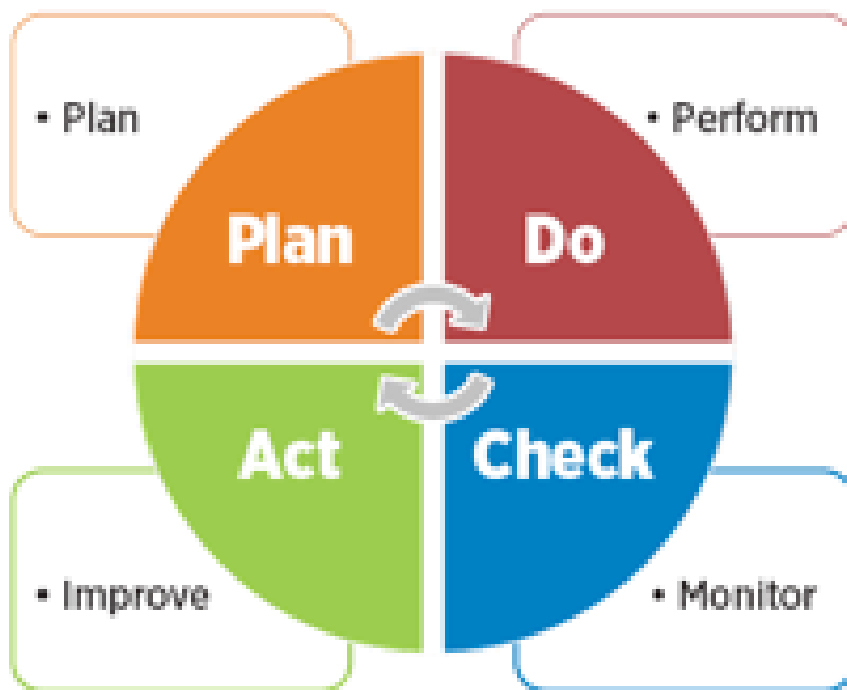 • Plan
• Perform
Plan
Do
Act
Check
• Improve
• Monitor